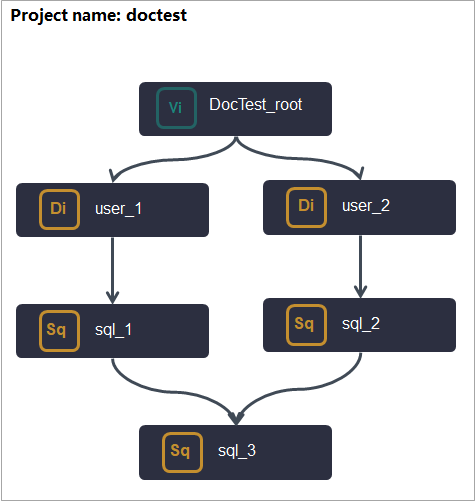 Project name: doctest
Vi DocTest_root
Di user_1
Di user_2
Sq sql_1
Sq sql_2
Sq sql_3